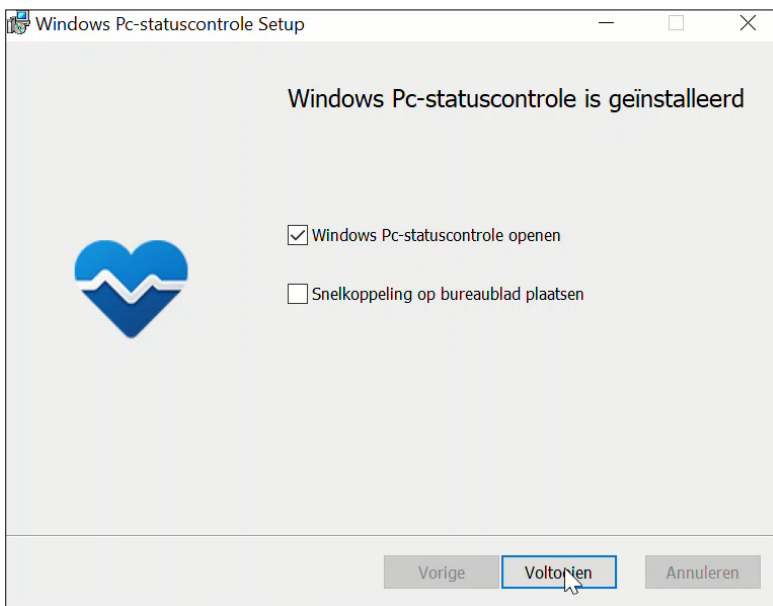 Windows Pc-statuscontrole Setup
Windows Pc-statuscontrole is geïnstalleerd
Windows Pc-statuscontrole openen
Snelkoppeling op bureaublad plaatsen
Vorige
Voltooien
Annuleren